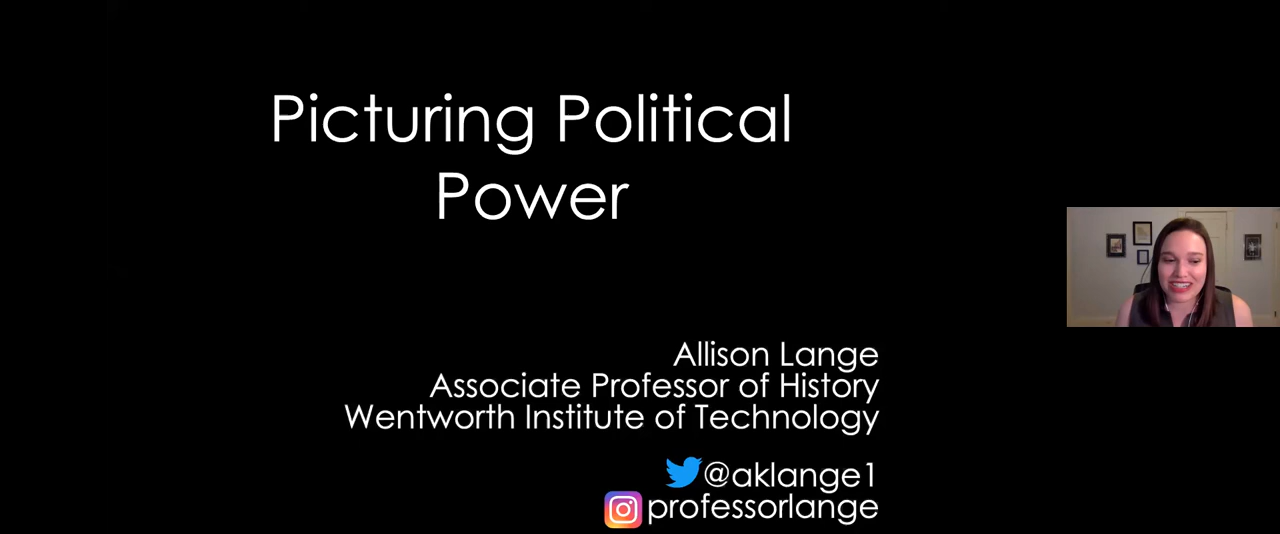 Picturing Political
Power
Allison Lange
Associate Professor of History
Wentworth Institute of Technology
@aklange1
professorlange